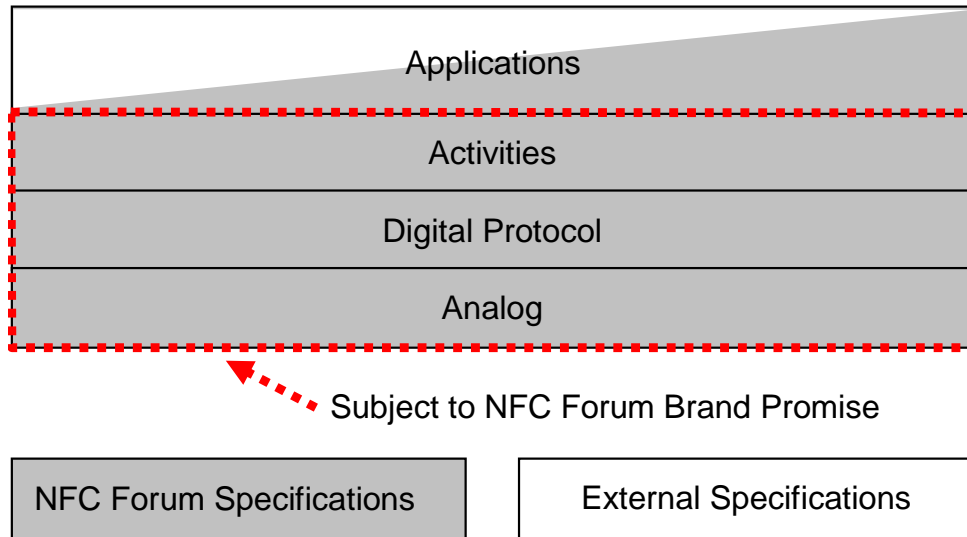 Applications
Activities
Digital Protocol
Analog
Subject to NFC Forum Brand Promise
NFC Forum Specifications
External Specifications